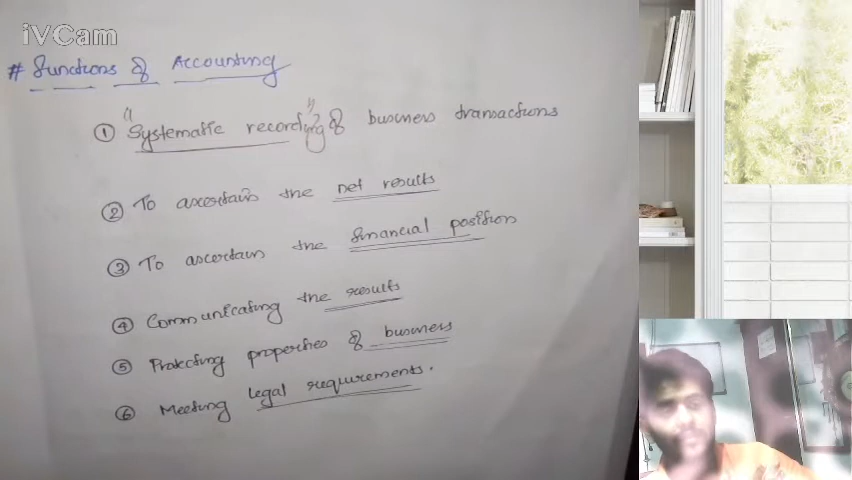 iVCam
# Functions of Accounting
① "Systematic recording" of business transactions
② To ascertain the net results
③ To ascertain the financial position
④ Communicating the results
⑤ Protecting properties of business
⑥ Meeting legal requirements.